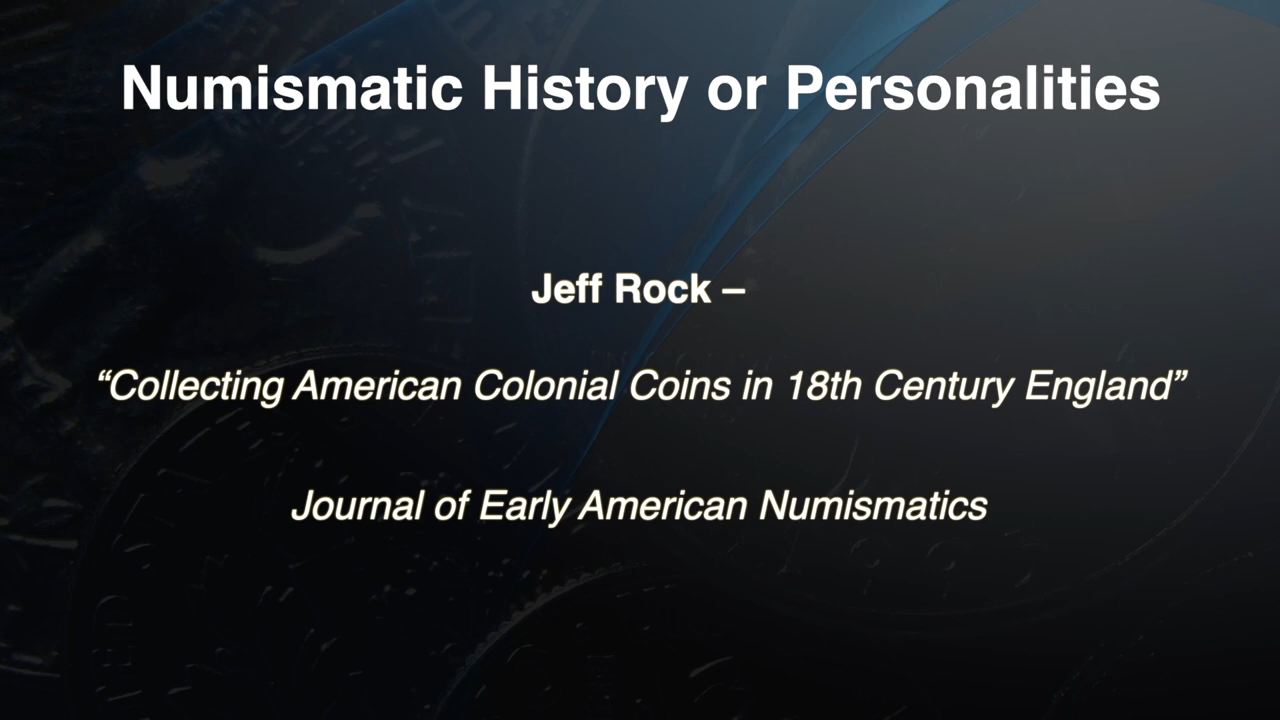 Numismatic History or Personalities
Jeff Rock –
“Collecting American Colonial Coins in 18th Century England”
Journal of Early American Numismatics